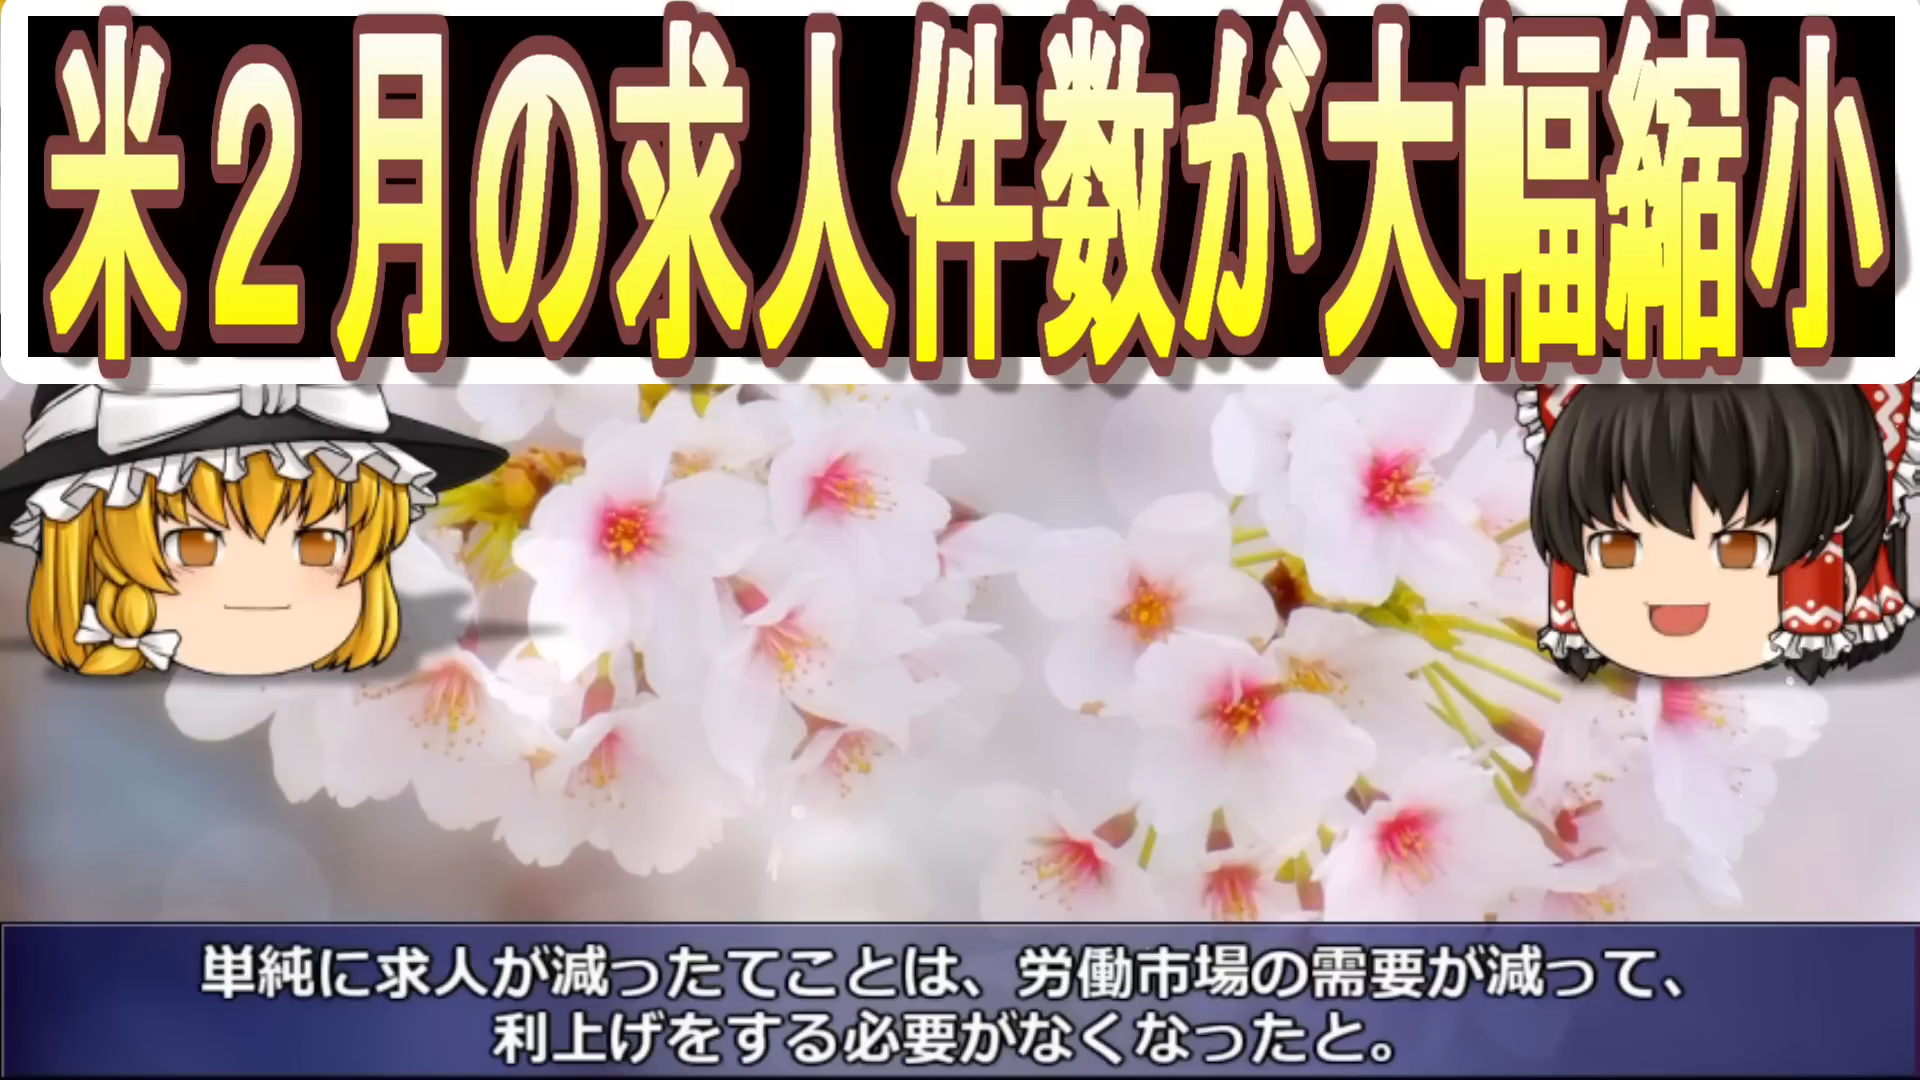 米２月の求人件数が大幅縮小
単純に求人が減ったてことは、労働市場の需要が減って、
利上げをする必要がなくなったと。